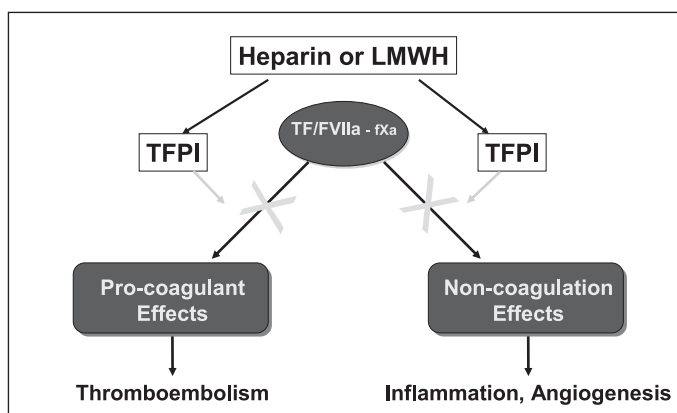 Heparin or LMWH
TF/FVIIa - fXa
TFPI
TFPI
Pro-coagulant
Effects
Non-coagulation
Effects
Thromboembolism
Inflammation, Angiogenesis